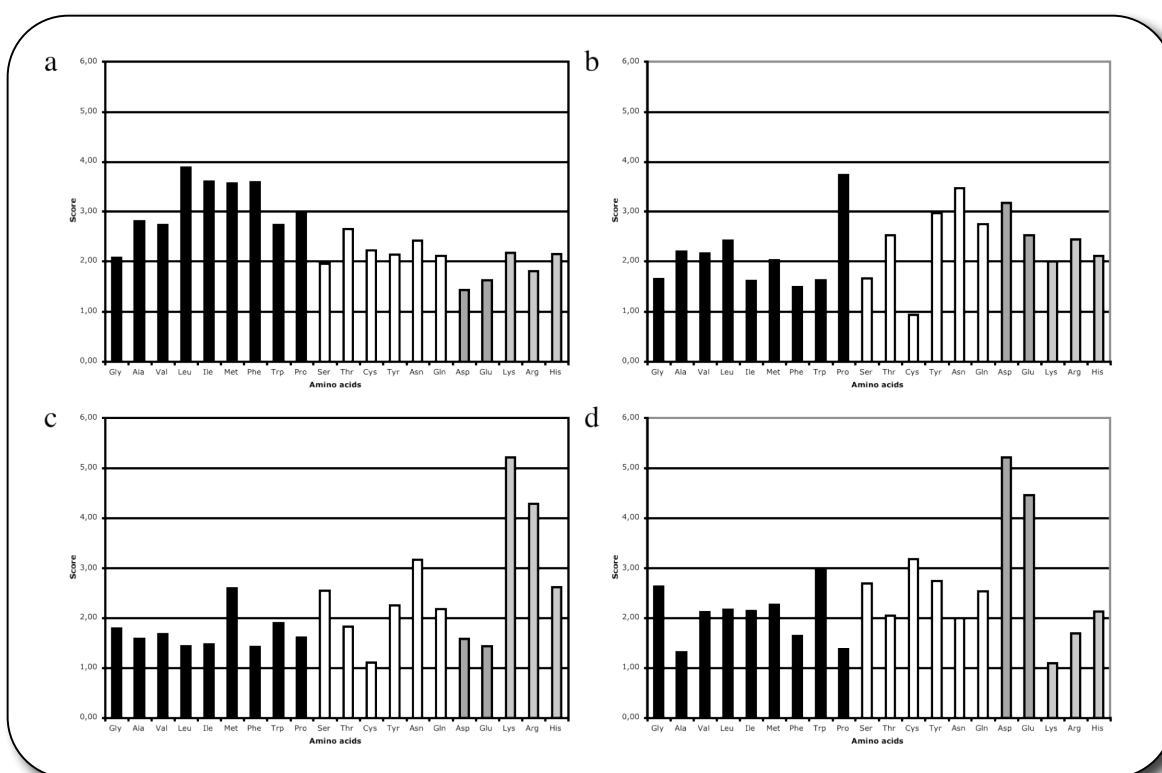 a
6,00
5,00
4,00
3,00
2,00
1,00
0,00
Score
Gly Ala Val Leu Ile Met Phe Trp Pro Ser Thr Cys Tyr Asn Gln Asp Glu Lys Arg His
Amino acids
b
6,00
5,00
4,00
3,00
2,00
1,00
0,00
Score
Gly Ala Val Leu Ile Met Phe Trp Pro Ser Thr Cys Tyr Asn Gln Asp Glu Lys Arg His
Amino acids
c
6,00
5,00
4,00
3,00
2,00
1,00
0,00
Score
Gly Ala Val Leu Ile Met Phe Trp Pro Ser Thr Cys Tyr Asn Gln Asp Glu Lys Arg His
Amino acids
d
6,00
5,00
4,00
3,00
2,00
1,00
0,00
Score
Gly Ala Val Leu Ile Met Phe Trp Pro Ser Thr Cys Tyr Asn Gln Asp Glu Lys Arg His
Amino acids